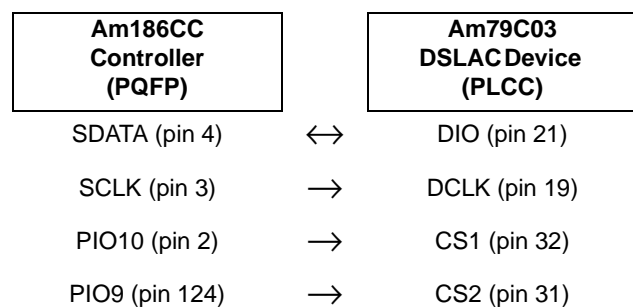 Am186CC Am79C03
Controller DSLAC Device
(PQFP) (PLCC)
SDATA (pin 4) ↔ DIO (pin 21)
SCLK (pin 3) → DCLK (pin 19)
PIO10 (pin 2) → CS1 (pin 32)
PIO9 (pin 124) → CS2 (pin 31)